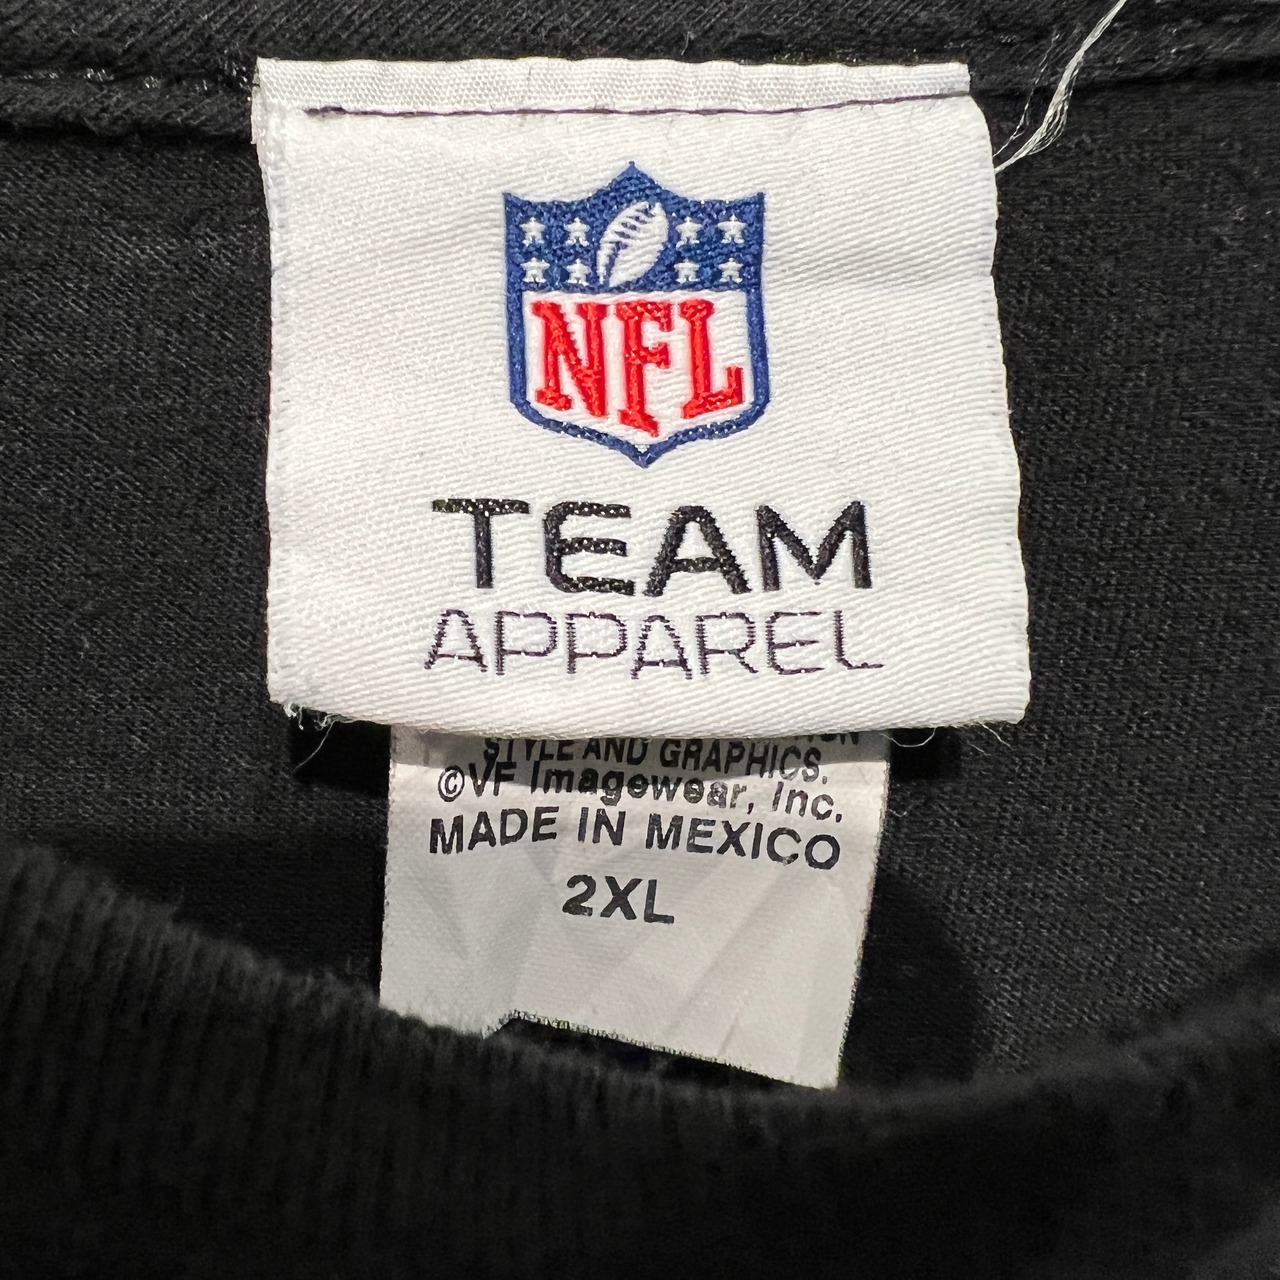 NFL
TEAM
APPAREL
STYLE AND GRAPHICS.
©VF Imagewear, Inc.
MADE IN MEXICO
2XL